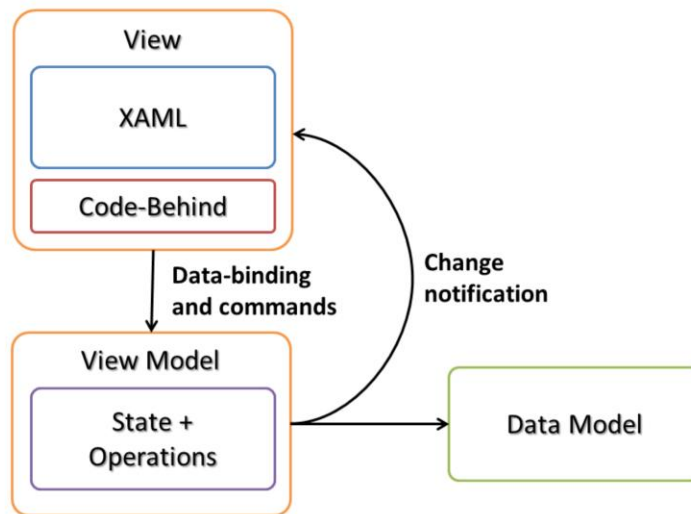 View
XAML
Code-Behind
Data-binding
and commands
Change
notification
View Model
State +
Operations
Data Model